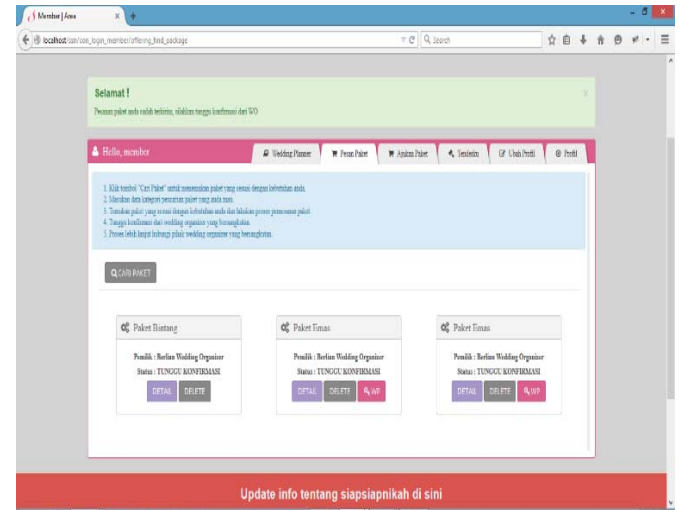 Member | Area
localhost/san/con_login_member/offering_find_package
Search
Selamat !
Pesanan paket anda sudah terkirim, silahkan tunggu konfirmasi dari WO
Hello, member
Wedding Planner
Pesan Paket
Ajukan Paket
Tenderku
Ubah Profil
Profil
1. Klik tombol "Cari Paket" untuk menemukan paket yang sesuai dengan kebutuhan anda.
2. Masukan data kategori pencarian paket yang anda mau.
3. Temukan paket yang sesuai dengan kebutuhan anda dan lakukan proses pemesanan paket.
4. Tunggu konfirmasi dari wedding organizer yang bersangkutan.
5. Proses lebih lanjut hubungi pihak wedding organizer yang bersangkutan.
CARI PAKET
Paket Bintang
Pemilik : Berlian Wedding Organizer
Status : TUNGGU KONFIRMASI
DETAIL DELETE
Paket Emas
Pemilik : Berlian Wedding Organizer
Status : TUNGGU KONFIRMASI
DETAIL DELETE WP
Paket Emas
Pemilik : Berlian Wedding Organizer
Status : TUNGGU KONFIRMASI
DETAIL DELETE WP
Update info tentang siapsiapnikah di sini